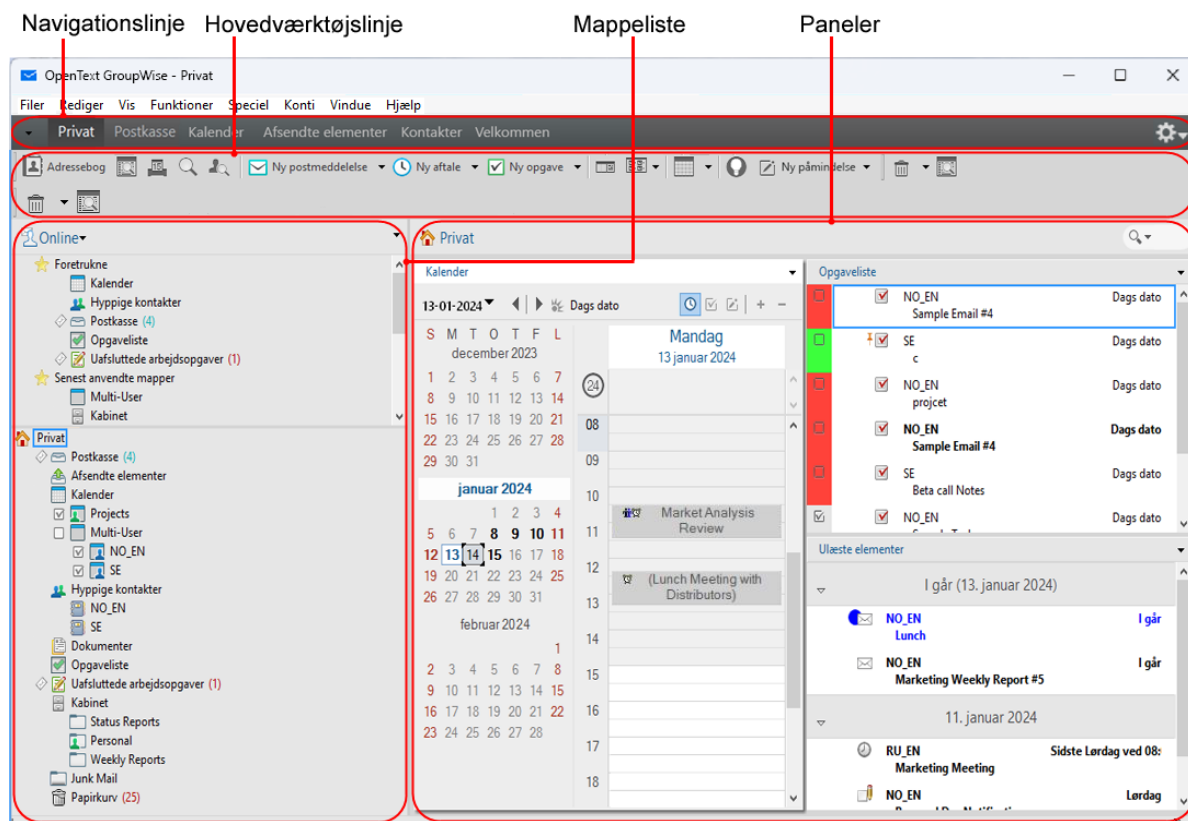 Navigationslinje Hovedværktøjslinje Mappeliste Paneler
OpenText GroupWise - Privat
Filer Rediger Vis Funktioner Speciel Konti Vindue Hjælp
Privat Postkasse Kalender Afsendte elementer Kontakter Velkommen
Adressebog Ny postmeddelelse Ny aftale Ny opgave Ny påmindelse
Online
Foretrukne
Kalender
Hyppige kontakter
Postkasse (4)
Opgaveliste
Uafsluttede arbejdsopgaver (1)
Senest anvendte mapper
Multi-User
Kabinet
Privat
Postkasse (4)
Afsendte elementer
Kalender
Projects
Multi-User
NO_EN
SE
Hyppige kontakter
NO_EN
SE
Dokumenter
Opgaveliste
Uafsluttede arbejdsopgaver (1)
Kabinet
Status Reports
Personal
Weekly Reports
Junk Mail
Papirkurv (25)
Privat
Kalender
13-01-2024 Dags dato
S M T O T F L
december 2023
1 2 3 4 5 6 7
8 9 10 11 12 13 14
15 16 17 18 19 20 21
22 23 24 25 26 27 28
29 30 31
januar 2024
1 2 3 4
5 6 7 8 9 10 11
12 13 14 15 16 17 18
19 20 21 22 23 24 25
26 27 28 29 30 31
februar 2024
1
2 3 4 5 6 7 8
9 10 11 12 13 14 15
16 17 18 19 20 21 22
23 24 25 26 27 28
Mandag
13 januar 2024
24
08
09
10
Market Analysis
11 Review
12
(Lunch Meeting with
Distributors)
13
14
15
16
17
18
Opgaveliste
NO_EN Dags dato
Sample Email #4
SE Dags dato
c
NO_EN Dags dato
projcet
NO_EN Dags dato
Sample Email #4
SE Dags dato
Beta call Notes
NO_EN Dags dato
Ulæste elementer
I går (13. januar 2024)
NO_EN I går
Lunch
NO_EN I går
Marketing Weekly Report #5
11. januar 2024
RU_EN Sidste Lørdag ved 08:
Marketing Meeting
NO_EN Lørdag